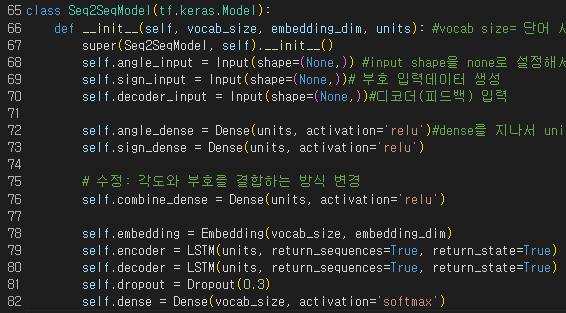 65 class Seq2SeqModel(tf.keras.Model):
66 def __init__(self, vocab_size, embedding_dim, units): #vocab size= 단어
67 super(Seq2SeqModel, self).__init__()
68 self.angle_input = Input(shape=(None,)) #input shape을 none로 설정해서
69 self.sign_input = Input(shape=(None,))# 부호 입력데이터 생성
70 self.decoder_input = Input(shape=(None,))#디코더(피드백) 입력
71
72 self.angle_dense = Dense(units, activation='relu')#dense를 지나서 uni
73 self.sign_dense = Dense(units, activation='relu')
74
75 # 수정: 각도와 부호를 결합하는 방식 변경
76 self.combine_dense = Dense(units, activation='relu')
77
78 self.embedding = Embedding(vocab_size, embedding_dim)
79 self.encoder = LSTM(units, return_sequences=True, return_state=True)
80 self.decoder = LSTM(units, return_sequences=True, return_state=True)
81 self.dropout = Dropout(0.3)
82 self.dense = Dense(vocab_size, activation='softmax')